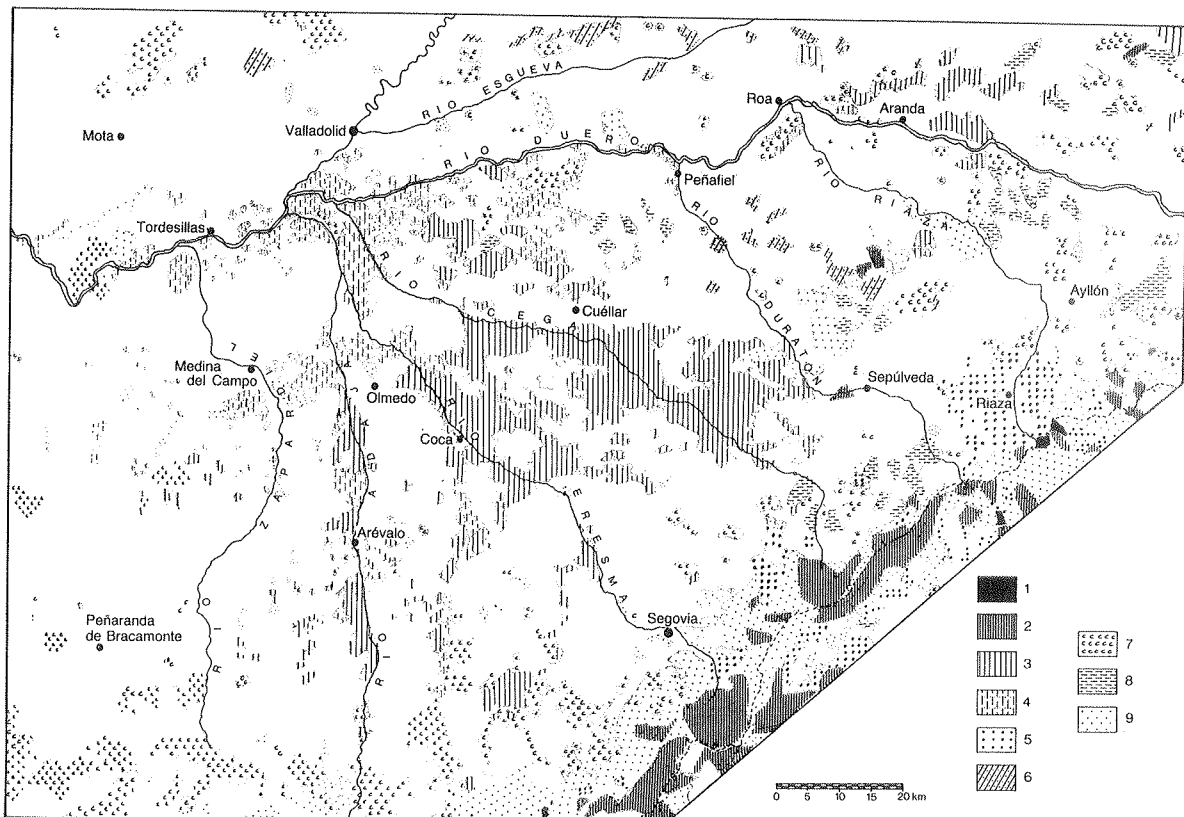 RIO ESGUEVA
Roa
Aranda
Valladolid
Mota
RIO DUERO
Peñafiel
RIO RIAZA
Tordesillas
RIO DURATON
Ayllón
RIO CEGA
Cuéllar
Medina
del Campo
Olmedo
Sepúlveda
Riaza
Coca
RIO ERESMA
RIO ADAJA
RIO ZAPARDIEL
Arévalo
Segovia
Peñaranda
de Bracamonte
1
2
3
4
5
6
7
8
9
0 5 10 15 20 km